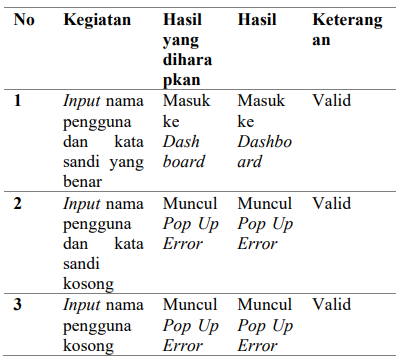 No Kegiatan Hasil yang diharapkan Hasil Keterangan
1 Input nama pengguna dan kata sandi yang benar Masuk ke Dash board Masuk ke Dashboard Valid
2 Input nama pengguna dan kata sandi kosong Muncul Pop Up Error Muncul Pop Up Error Valid
3 Input nama pengguna kosong Muncul Pop Up Error Muncul Pop Up Error Valid